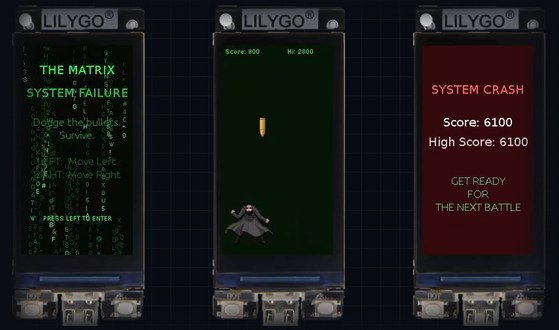 LILYGO®
THE MATRIX
SYSTEM FAILURE
Dodge the bullets.
Survive.
LEFT: Move Left
RIGHT: Move Right
PRESS LEFT TO ENTER
LILYGO®
Score: 800
Hi: 2800
LILYGO®
SYSTEM CRASH
Score: 6100
High Score: 6100
GET READY
FOR
THE NEXT BATTLE